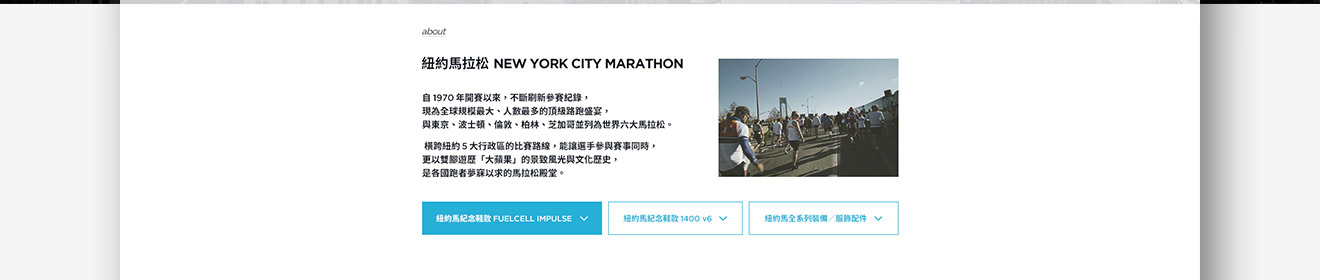 about
紐約馬拉松 NEW YORK CITY MARATHON
自 1970 年開賽以來，不斷刷新參賽紀錄，
現為全球規模最大、人數最多的頂級路跑盛宴，
與東京、波士頓、倫敦、柏林、芝加哥並列為世界六大馬拉松。
橫跨紐約 5 大行政區的比賽路線，能讓選手參與賽事同時，
更以雙腳遊歷「大蘋果」的景致風光與文化歷史，
是各國跑者夢寐以求的馬拉松殿堂。
紐約馬紀念鞋款 FUELCELL IMPULSE
紐約馬紀念鞋款 1400 v6
紐約馬全系列裝備／服飾配件